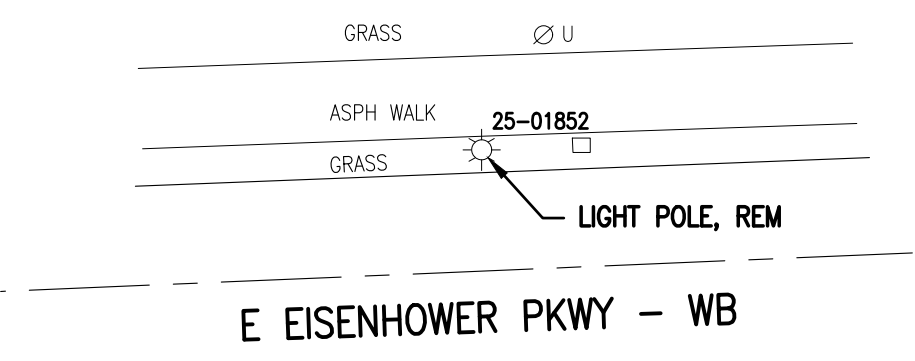 GRASS
Ø U
ASPH WALK
25-01852
GRASS
LIGHT POLE, REM
E EISENHOWER PKWY - WB